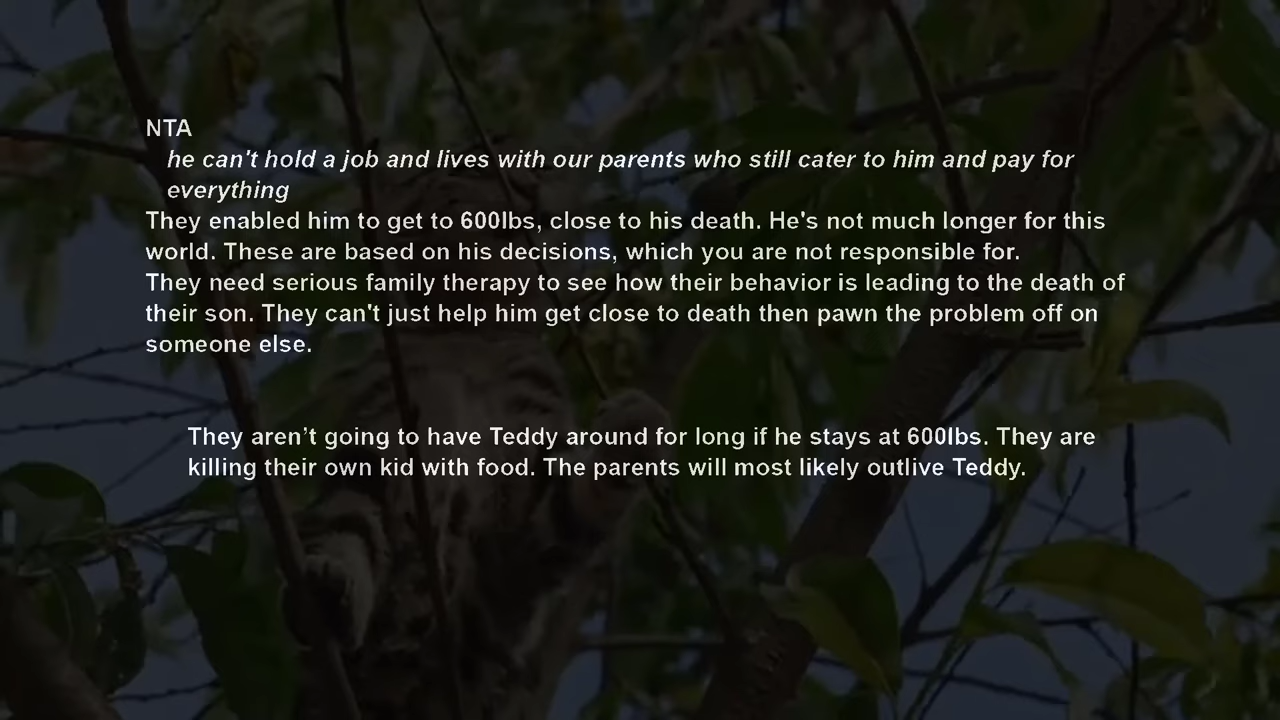 NTA
he can't hold a job and lives with our parents who still cater to him and pay for
everything
They enabled him to get to 600lbs, close to his death. He's not much longer for this
world. These are based on his decisions, which you are not responsible for.
They need serious family therapy to see how their behavior is leading to the death of
their son. They can't just help him get close to death then pawn the problem off on
someone else.
They aren’t going to have Teddy around for long if he stays at 600lbs. They are
killing their own kid with food. The parents will most likely outlive Teddy.